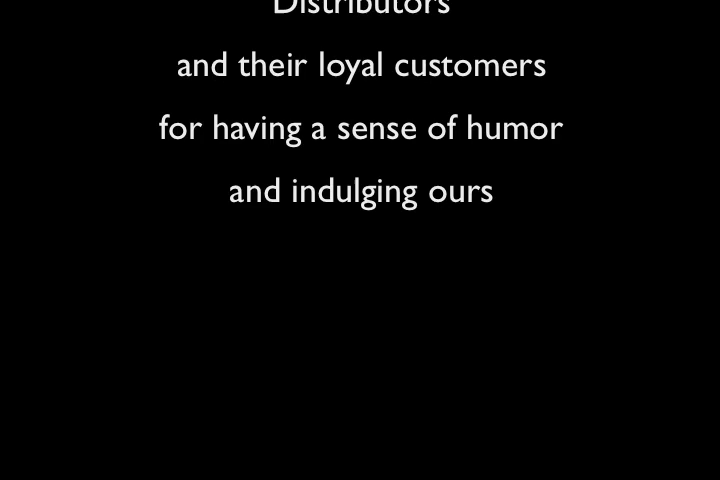 Distributors
and their loyal customers
for having a sense of humor
and indulging ours